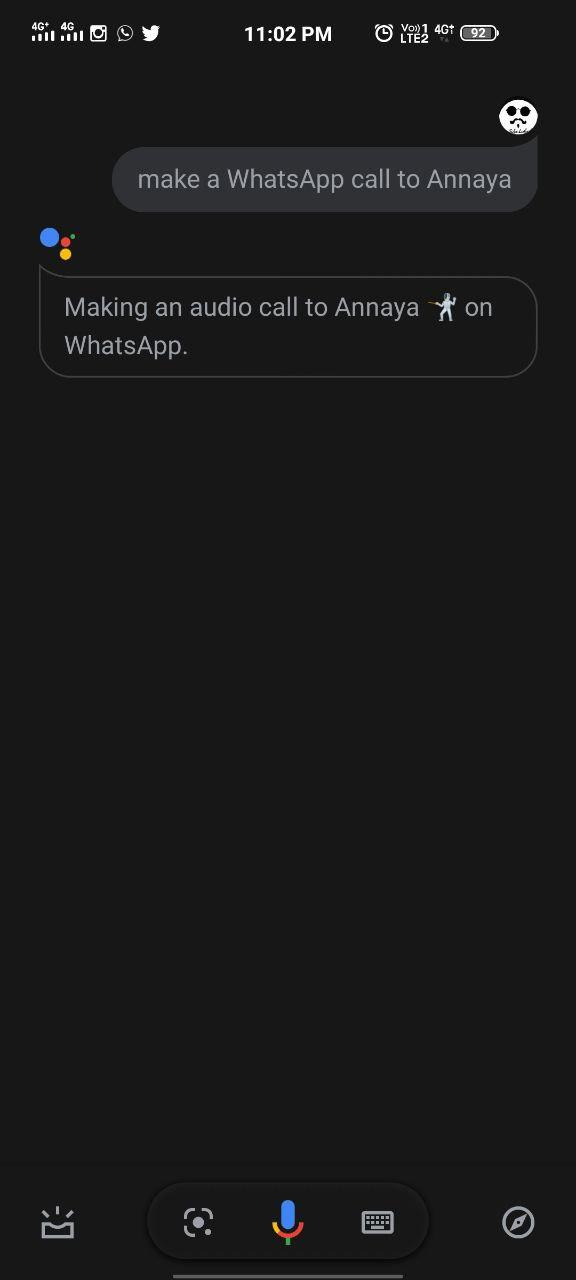 4G+ 4G 11:02 PM Vo)) 1 LTE2 4G+ 92
make a WhatsApp call to Annaya
Making an audio call to Annaya 🤺 on
WhatsApp.